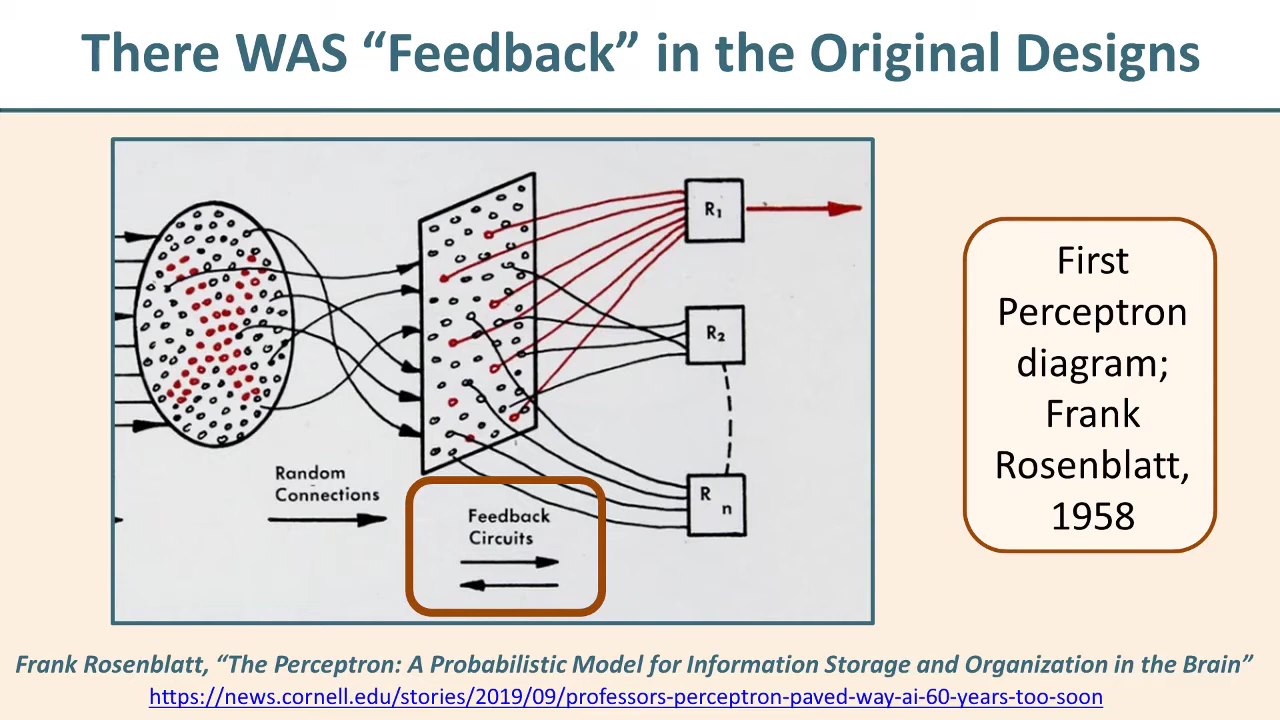 There WAS “Feedback” in the Original Designs
R1
R2
R n
Random
Connections
Feedback
Circuits
First
Perceptron
diagram;
Frank
Rosenblatt,
1958
Frank Rosenblatt, “The Perceptron: A Probabilistic Model for Information Storage and Organization in the Brain”
https://news.cornell.edu/stories/2019/09/professors-perceptron-paved-way-ai-60-years-too-soon